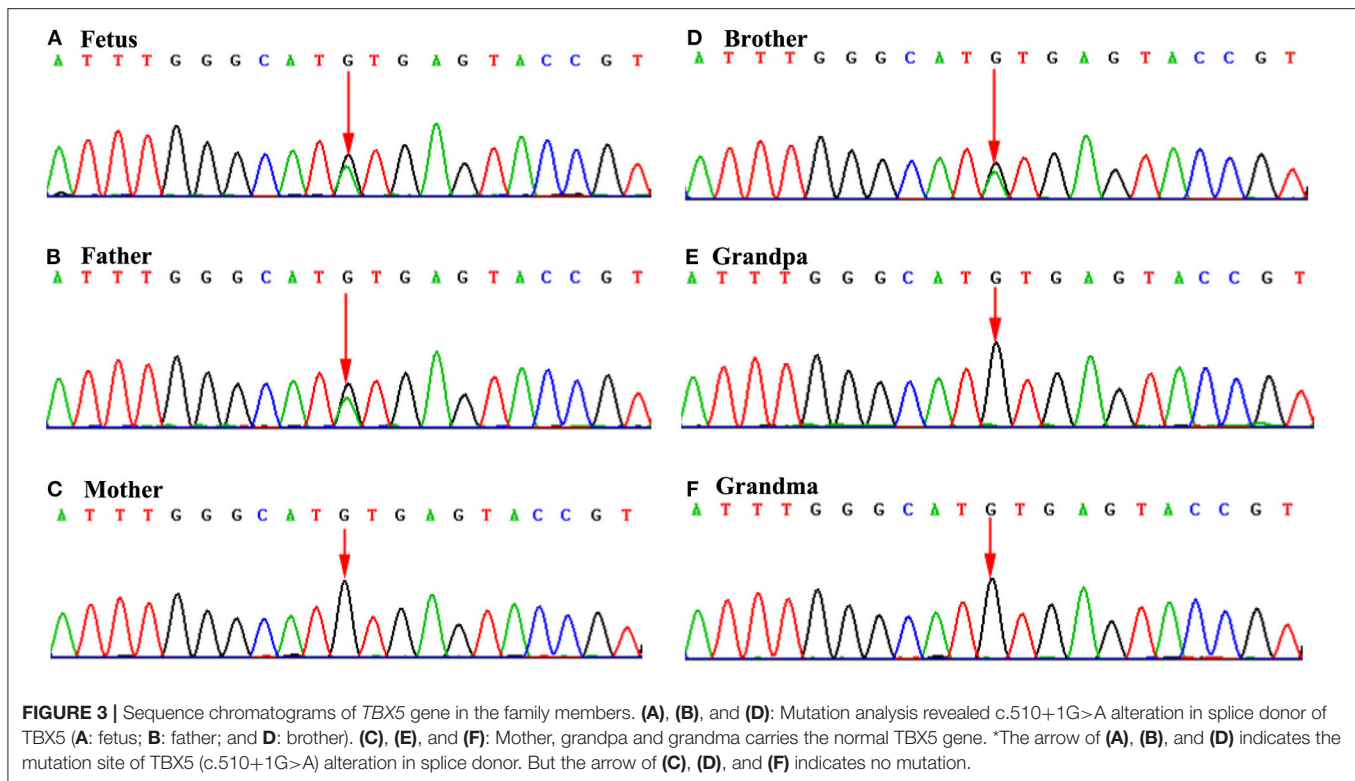 A Fetus
A T T T G G G C A T G T G A G T A C C G T
B Father
A T T T G G G C A T G T G A G T A C C G T
C Mother
A T T T G G G C A T G T G A G T A C C G T
D Brother
A T T T G G G C A T G T G A G T A C C G T
E Grandpa
A T T T G G G C A T G T G A G T A C C G T
F Grandma
A T T T G G G C A T G T G A G T A C C G T
FIGURE 3 | Sequence chromatograms of TBX5 gene in the family members. (A), (B), and (D): Mutation analysis revealed c.510+1G>A alteration in splice donor of
TBX5 (A: fetus; B: father; and D: brother). (C), (E), and (F): Mother, grandpa and grandma carries the normal TBX5 gene. *The arrow of (A), (B), and (D) indicates the
mutation site of TBX5 (c.510+1G>A) alteration in splice donor. But the arrow of (C), (D), and (F) indicates no mutation.